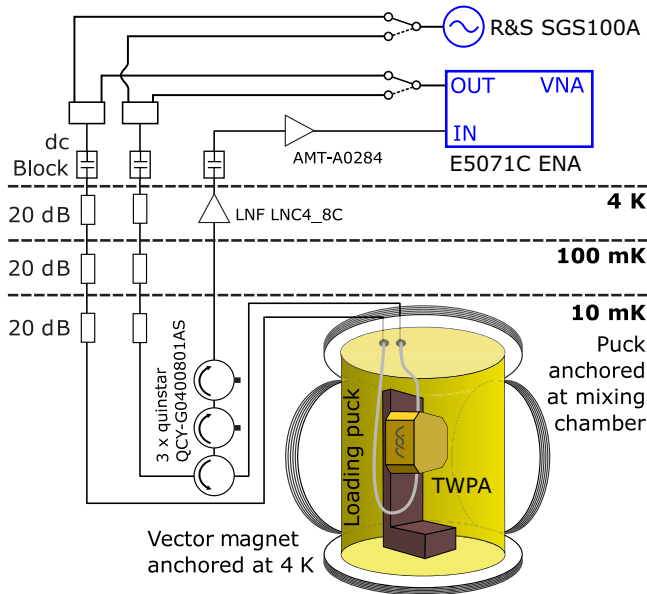 R&S SGS100A
OUT
VNA
IN
E5071C ENA
AMT-A0284
dc
Block
LNF LNC4_8C
4 K
20 dB
100 mK
20 dB
10 mK
20 dB
Puck
anchored
at mixing
chamber
3 x quinstar
QCY-G0400801AS
Loading puck
TWPA
Vector magnet
anchored at 4 K